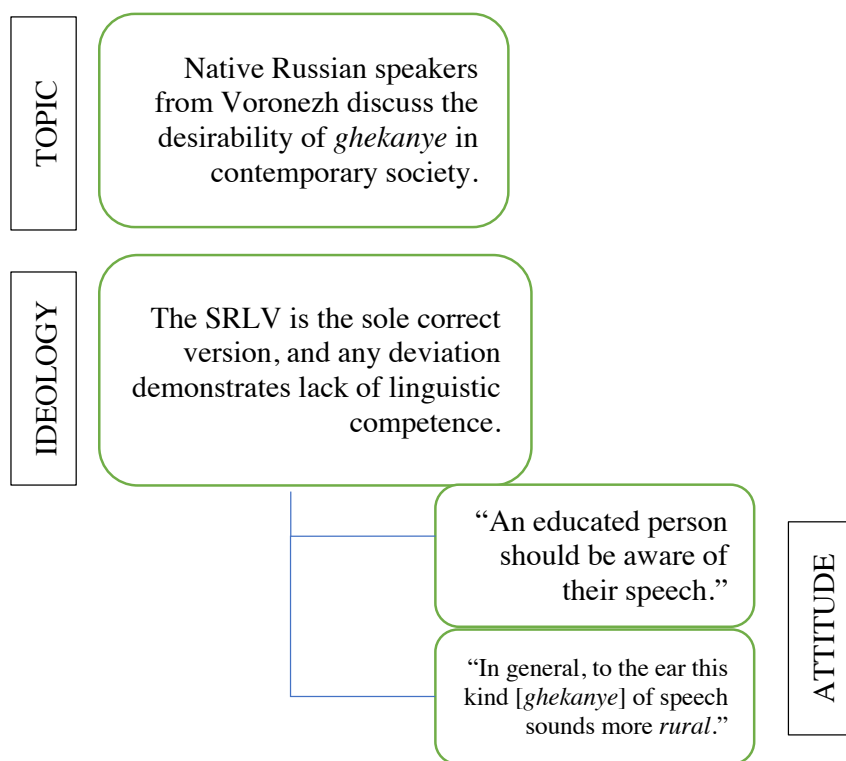 TOPIC
Native Russian speakers
from Voronezh discuss the
desirability of ghekanye in
contemporary society.
IDEOLOGY
The SRLV is the sole correct
version, and any deviation
demonstrates lack of linguistic
competence.
“An educated person
should be aware of
their speech.”
ATTITUDE
“In general, to the ear this
kind [ghekanye] of speech
sounds more rural.”